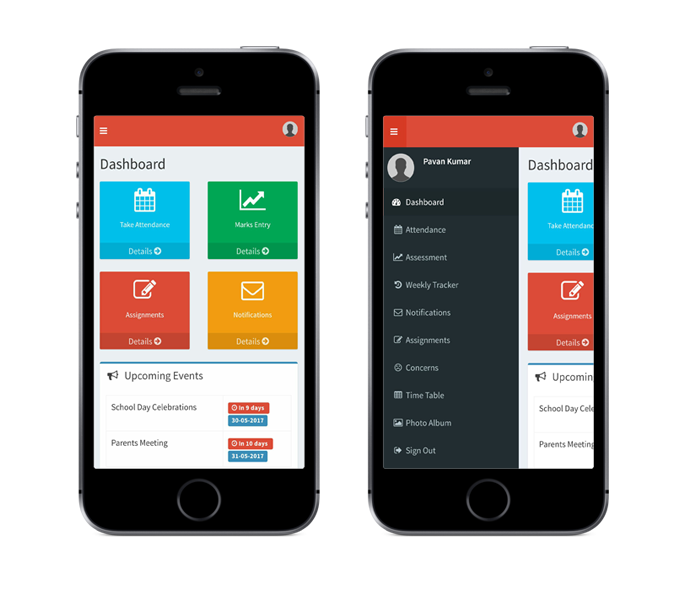 Dashboard
Take Attendance
Marks Entry
Details
Details
Assignments
Notifications
Details
Details
Upcoming Events
School Day Celebrations
In 9 days
30-05-2017
Parents Meeting
In 10 days
31-05-2017
Pavan Kumar
Dashboard
Attendance
Assessment
Weekly Tracker
Notifications
Assignments
Concerns
Time Table
Photo Album
Sign Out
Dashboard
Take Attendanc
Details
Assignments
Details
Upcomin
School Day Cele
Parents Meeting